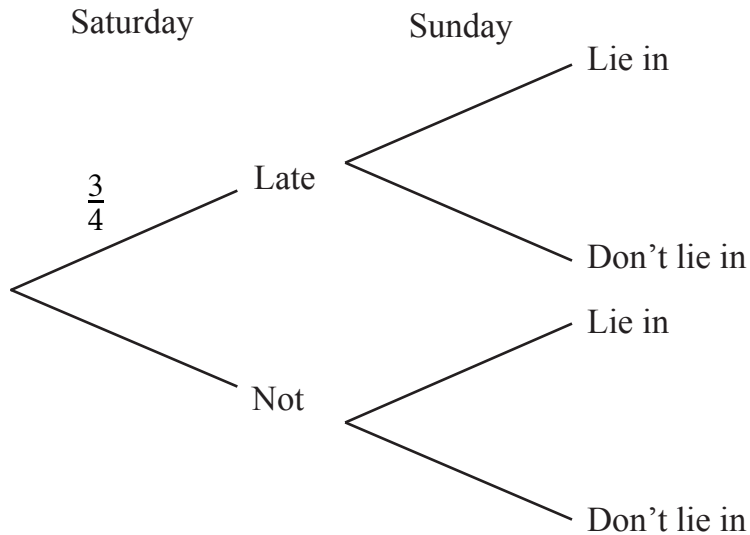 Saturday
Sunday
Lie in
3/4
Late
Don’t lie in
Lie in
Not
Don’t lie in